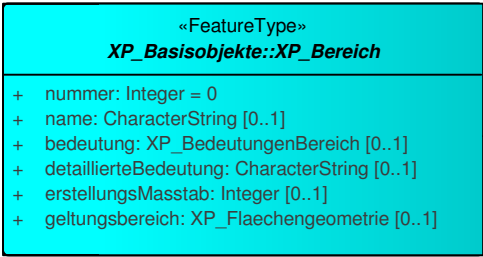 «FeatureType»
XP_Basisobjekte::XP_Bereich
+ nummer: Integer = 0
+ name: CharacterString [0..1]
+ bedeutung: XP_BedeutungenBereich [0..1]
+ detaillierteBedeutung: CharacterString [0..1]
+ erstellungsMasstab: Integer [0..1]
+ geltungsbereich: XP_Flaechengeometrie [0..1]